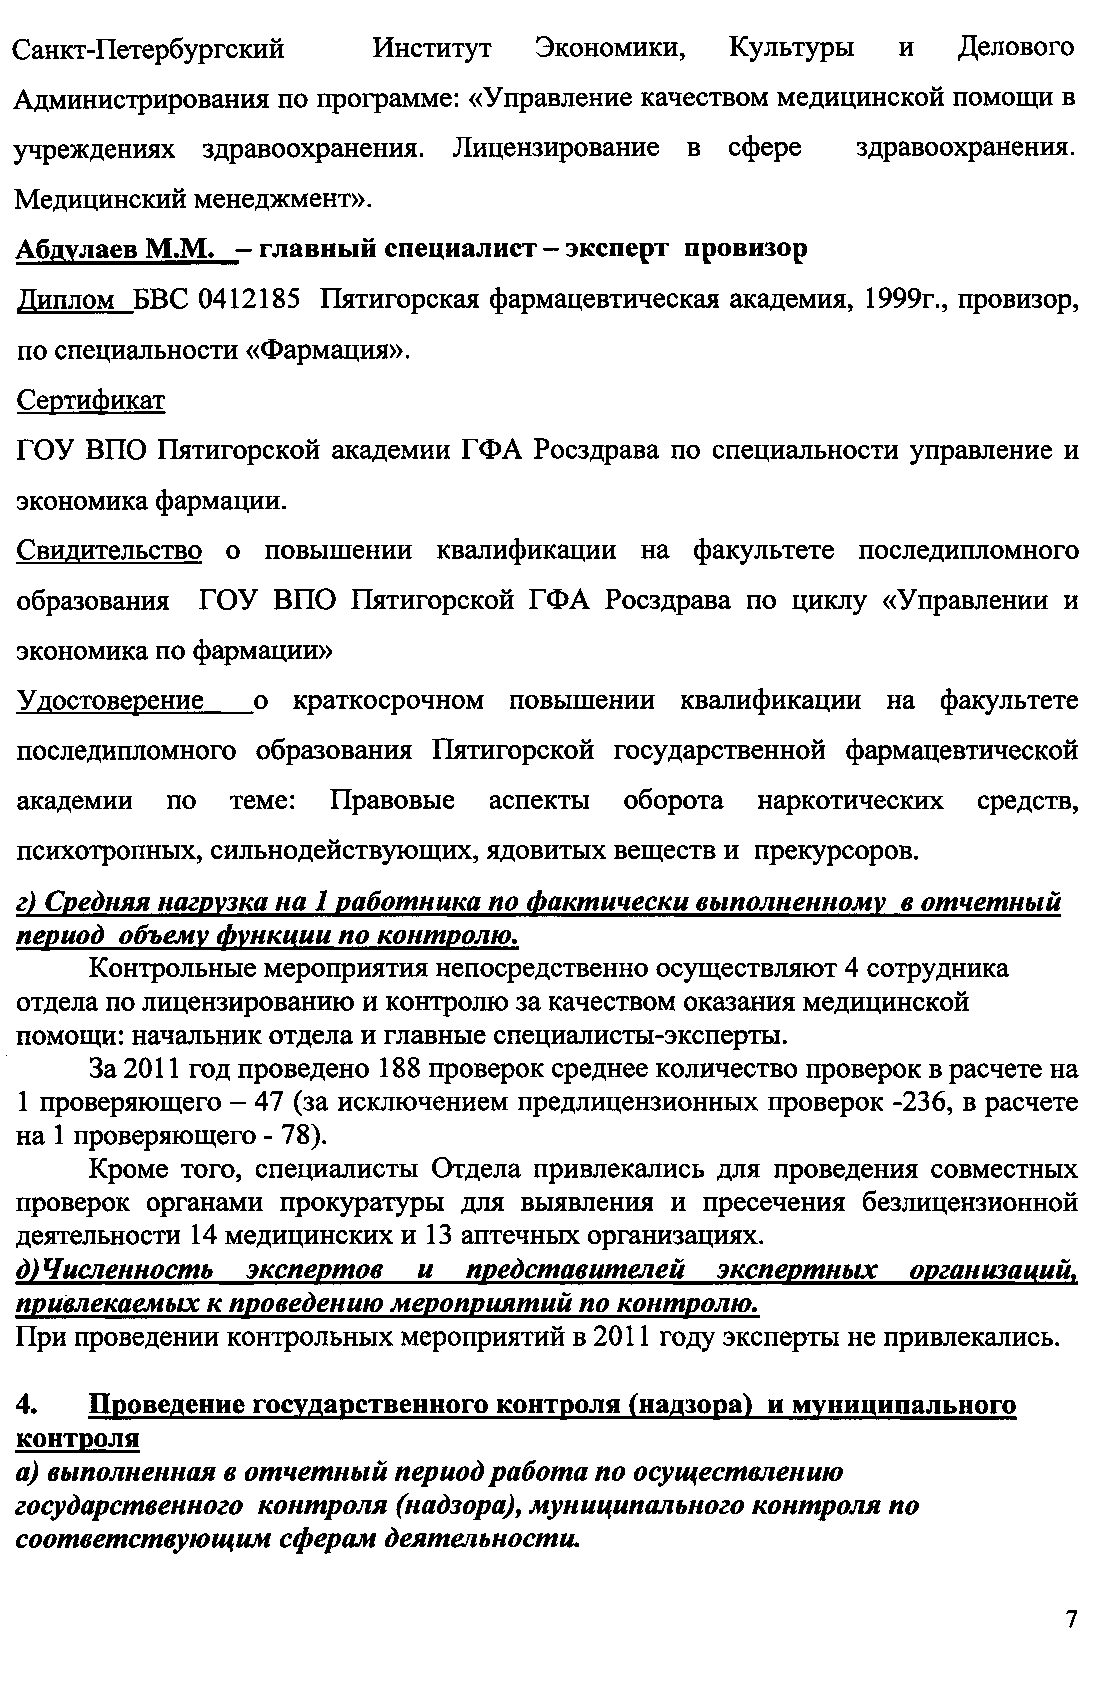 Санкт-Петербургский Институт Экономики, Культуры и Делового
Администрирования по программе: «Управление качеством медицинской помощи в
учреждениях здравоохранения. Лицензирование в сфере здравоохранения.
Медицинский менеджмент».
Абдулаев М.М. – главный специалист – эксперт провизор
Диплом БВС 0412185 Пятигорская фармацевтическая академия, 1999г., провизор,
по специальности «Фармация».
Сертификат
ГОУ ВПО Пятигорской академии ГФА Росздрава по специальности управление и
экономика фармации.
Свидительство о повышении квалификации на факультете последипломного
образования ГОУ ВПО Пятигорской ГФА Росздрава по циклу «Управлении и
экономика по фармации»
Удостоверение о краткосрочном повышении квалификации на факультете
последипломного образования Пятигорской государственной фармацевтической
академии по теме: Правовые аспекты оборота наркотических средств,
психотропных, сильнодействующих, ядовитых веществ и прекурсоров.
г) Средняя нагрузка на 1 работника по фактически выполненному в отчетный
период объему функции по контролю.
Контрольные мероприятия непосредственно осуществляют 4 сотрудника
отдела по лицензированию и контролю за качеством оказания медицинской
помощи: начальник отдела и главные специалисты-эксперты.
За 2011 год проведено 188 проверок среднее количество проверок в расчете на
1 проверяющего – 47 (за исключением предлицензионных проверок -236, в расчете
на 1 проверяющего - 78).
Кроме того, специалисты Отдела привлекались для проведения совместных
проверок органами прокуратуры для выявления и пресечения безлицензионной
деятельности 14 медицинских и 13 аптечных организациях.
д)Численность экспертов и представителей экспертных организаций,
привлекаемых к проведению мероприятий по контролю.
При проведении контрольных мероприятий в 2011 году эксперты не привлекались.
4. Проведение государственного контроля (надзора) и муниципального
контроля
а) выполненная в отчетный период работа по осуществлению
государственного контроля (надзора), муниципального контроля по
соответствующим сферам деятельности.
7